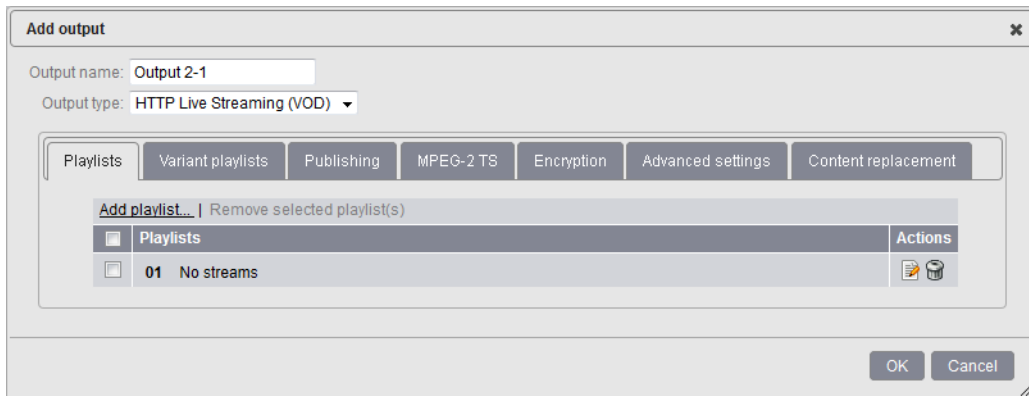 Add output
Output name: Output 2-1
Output type: HTTP Live Streaming (VOD)
Playlists Variant playlists Publishing MPEG-2 TS Encryption Advanced settings Content replacement
Add playlist... | Remove selected playlist(s)
Playlists Actions
01 No streams
OK Cancel